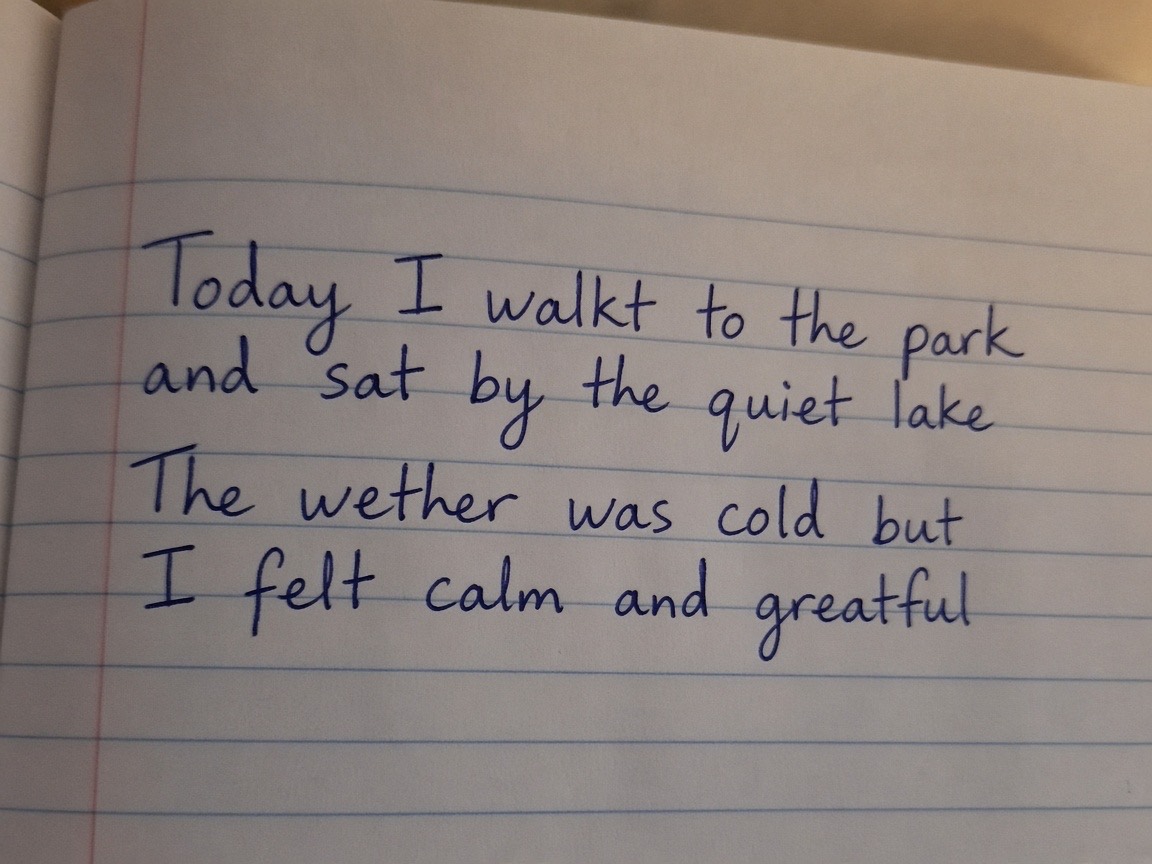 Today I walkt to the park
and sat by the quiet lake
The wether was cold but
I felt calm and greatful